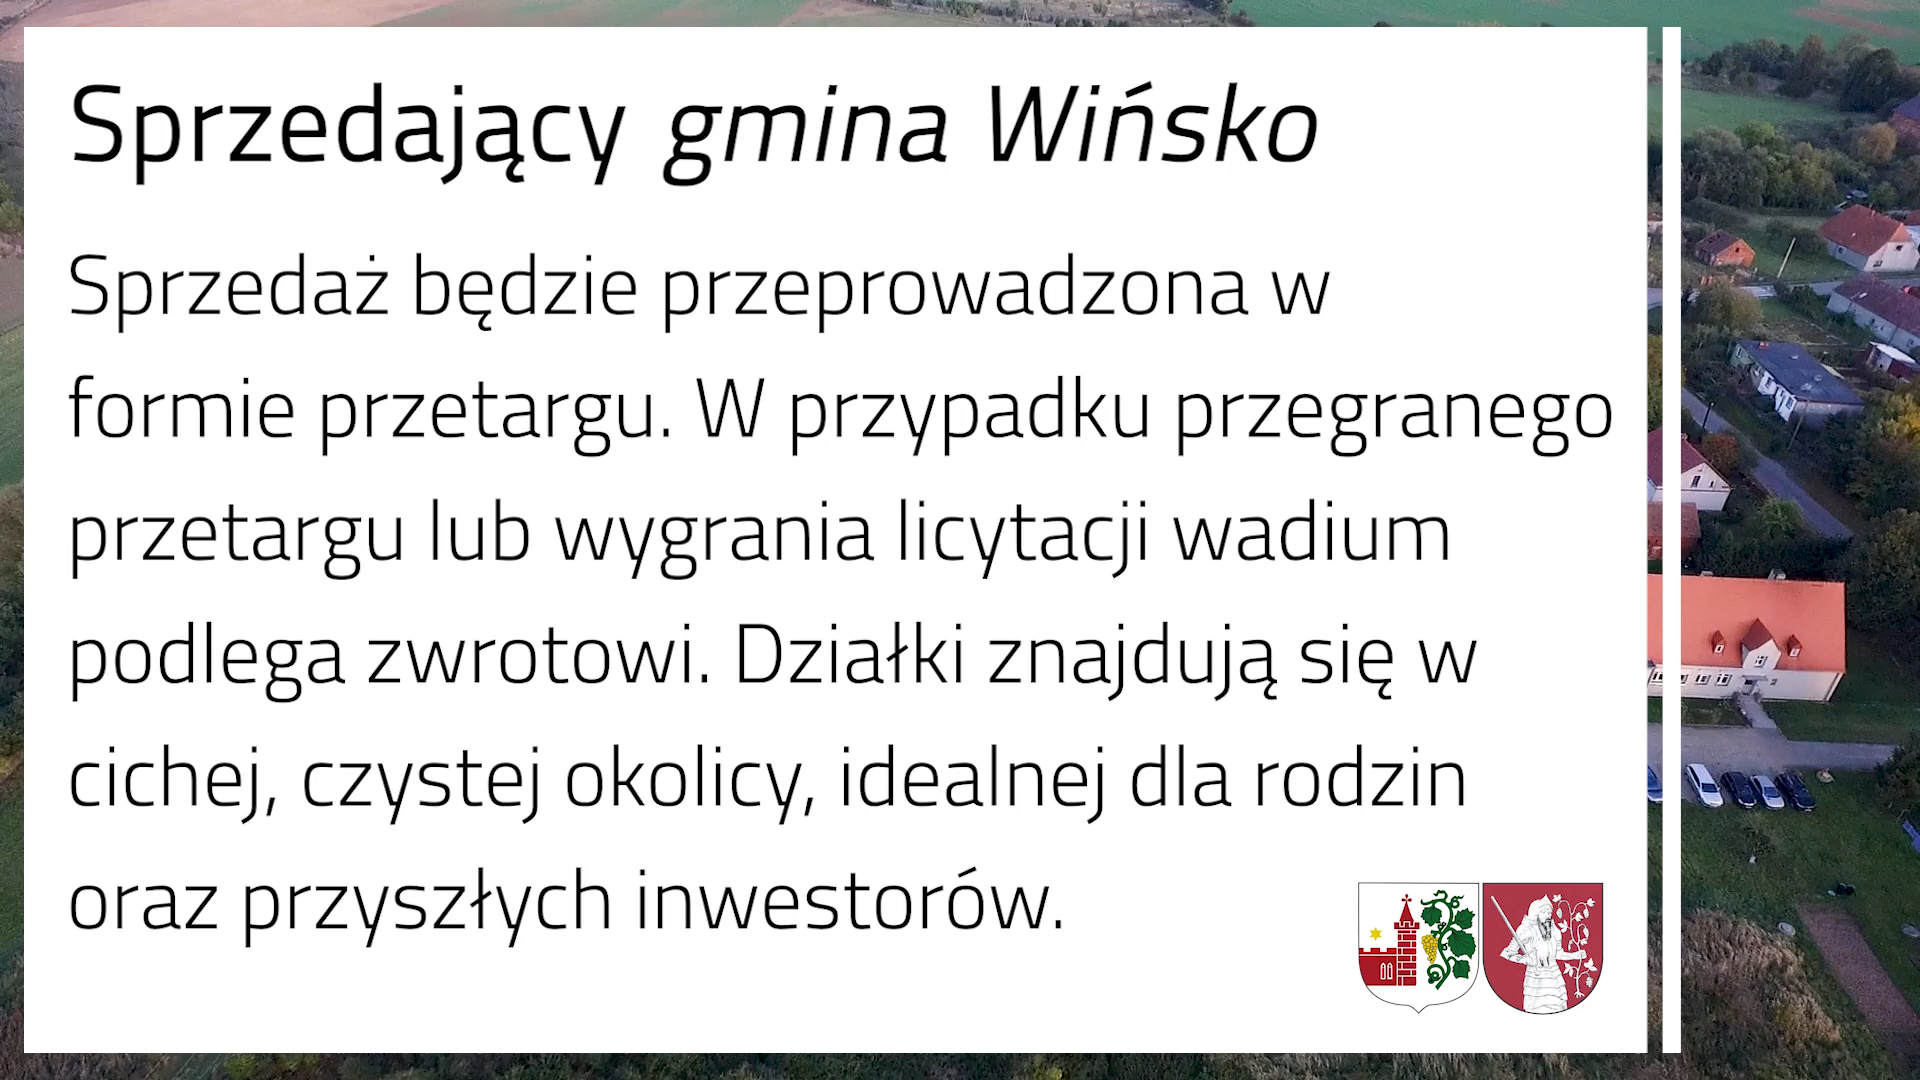 Sprzedający gmina Wińsko
Sprzedaż będzie przeprowadzona w
formie przetargu. W przypadku przegranego
przetargu lub wygrania licytacji wadium
podlega zwrotowi. Działki znajdują się w
cichej, czystej okolicy, idealnej dla rodzin
oraz przyszłych inwestorów.